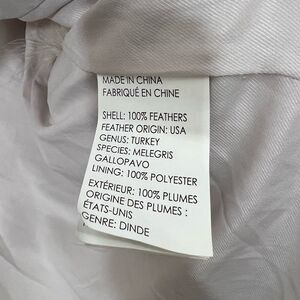 MADE IN CHINA
FABRIQUÉ EN CHINE
SHELL: 100% FEATHERS
FEATHER ORIGIN: USA
GENUS: TURKEY
SPECIES: MELEGRIS
GALLOPAVO
LINING; 100% POLYESTER
EXTÉRIEUR: 100% PLUMES
ORIGINE DES PLUMES :
ÉTATS-UNIS
GENRE: DINDE